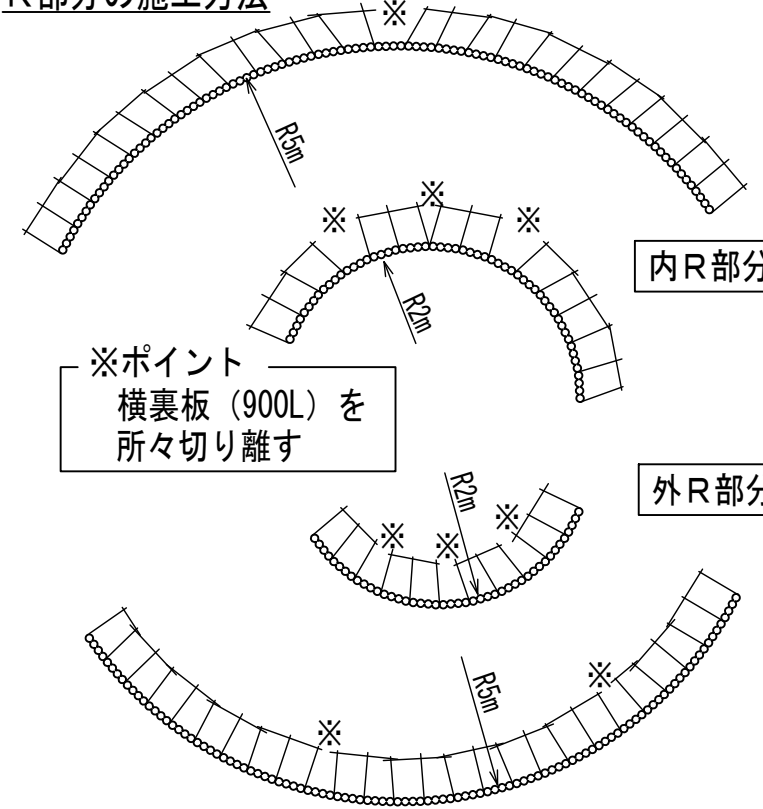 R部分の施工方法
※
R5m
※
※
※
内R部分
R2m
※ポイント
横裏板（900L）を
所々切り離す
R2m
外R部分
※
※
※
R5m
※
※